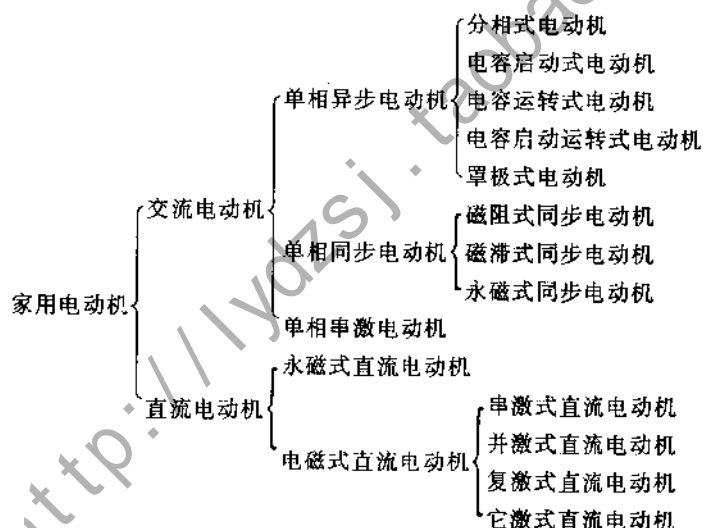 分相式电动机
电容启动式电动机
单相异步电动机
电容运转式电动机
电容启动运转式电动机
罩极式电动机
交流电动机
磁阻式同步电动机
单相同步电动机
磁滞式同步电动机
永磁式同步电动机
家用电动机
单相串激电动机
永磁式直流电动机
直流电动机
串激式直流电动机
并激式直流电动机
电磁式直流电动机
复激式直流电动机
它激式直流电动机
http://lydzsj.taobao